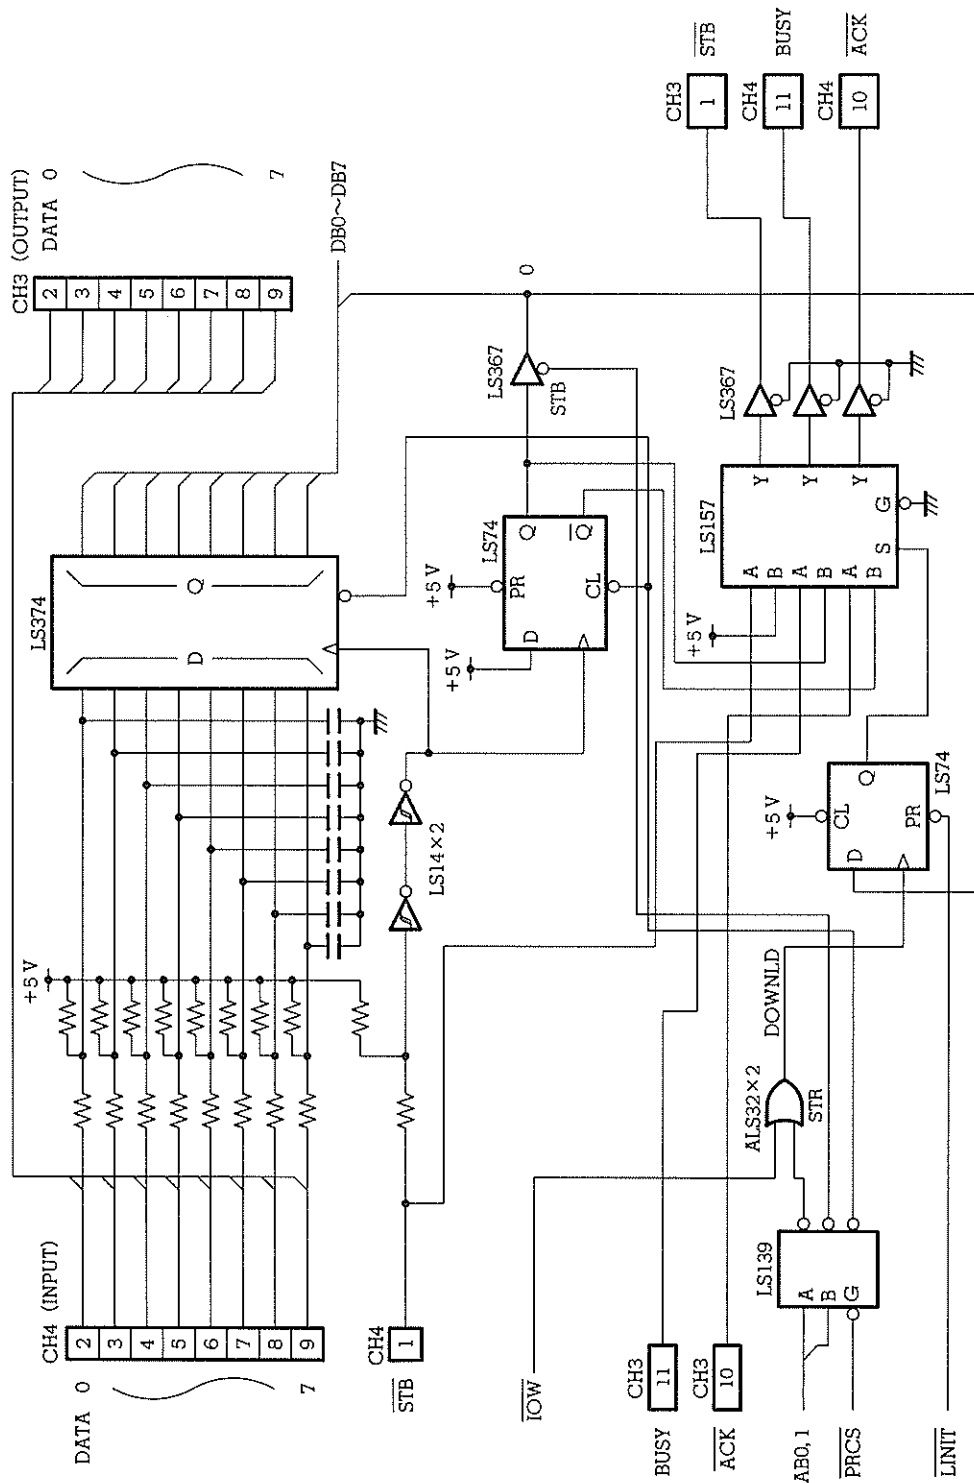 CH4 (INPUT)
DATA 0
7
2
3
4
5
6
7
8
9
+5 V
LS374
D
Q
CH3 (OUTPUT)
DATA 0
7
2
3
4
5
6
7
8
9
DB0~DB7
CH4
STB
1
LS14×2
+5 V
+5 V
LS74
D
PR
Q
Q
CL
LS367
STB
0
IOW
BUSY
CH3
11
ACK
CH3
10
AB0, 1
PRCS
LINIT
LS139
A
B
G
ALS32×2
STR
DOWNLD
+5 V
D
CL
Q
PR
LS74
+5 V
LS157
A
B
A
B
A
B
S
G
Y
Y
Y
LS367
CH3
1
STB
CH4
11
BUSY
CH4
10
ACK